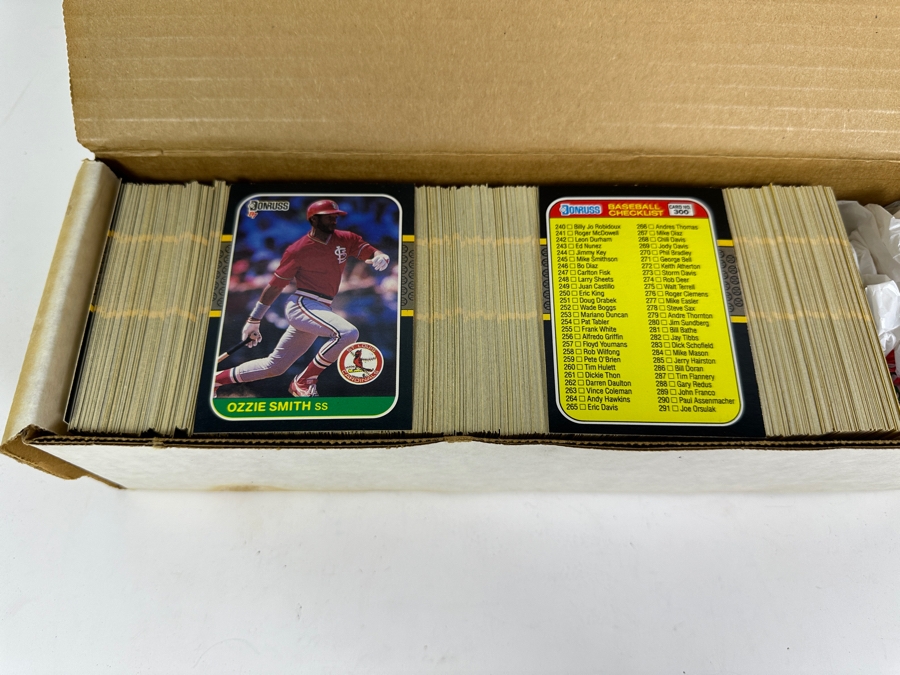 DONRUSS
87
OZZIE SMITH SS
ST. LOUIS
CARDINALS
DONRUSS
BASEBALL
CHECKLIST
CARD NO.
300
240 □ Billy Jo Robidoux
241 □ Roger McDowell
242 □ Leon Durham
243 □ Ed Nunez
244 □ Jimmy Key
245 □ Mike Smithson
246 □ Bo Diaz
247 □ Carlton Fisk
248 □ Larry Sheets
249 □ Juan Castillo
250 □ Eric King
251 □ Doug Drabek
252 □ Wade Boggs
253 □ Mariano Duncan
254 □ Pat Tabler
255 □ Frank White
256 □ Alfredo Griffin
257 □ Floyd Youmans
258 □ Rob Wilfong
259 □ Pete O'Brien
260 □ Tim Hulett
261 □ Dickie Thon
262 □ Darren Daulton
263 □ Vince Coleman
264 □ Andy Hawkins
265 □ Eric Davis
266 □ Andres Thomas
267 □ Mike Diaz
268 □ Chili Davis
269 □ Jody Davis
270 □ Phil Bradley
271 □ George Bell
272 □ Keith Atherton
273 □ Storm Davis
274 □ Rob Deer
275 □ Walt Terrell
276 □ Roger Clemens
277 □ Mike Easler
278 □ Steve Sax
279 □ Andre Thornton
280 □ Jim Sundberg
281 □ Bill Bathe
282 □ Jay Tibbs
283 □ Dick Schofield
284 □ Mike Mason
285 □ Jerry Hairston
286 □ Bill Doran
287 □ Tim Flannery
288 □ Gary Redus
289 □ John Franco
290 □ Paul Assenmacher
291 □ Joe Orsulak